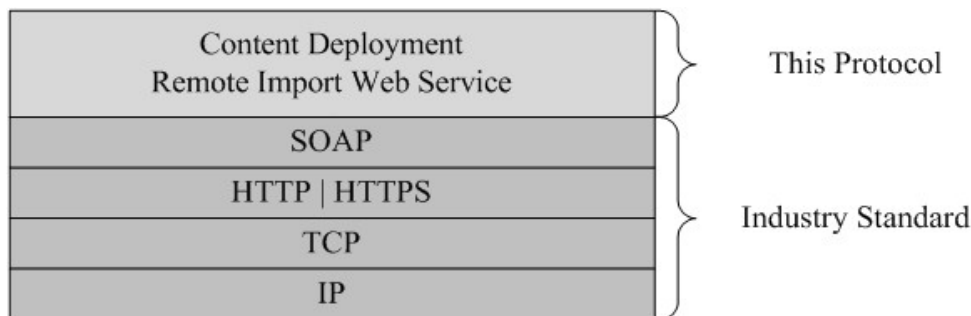 Content Deployment
Remote Import Web Service
This Protocol
SOAP
HTTP | HTTPS
Industry Standard
TCP
IP